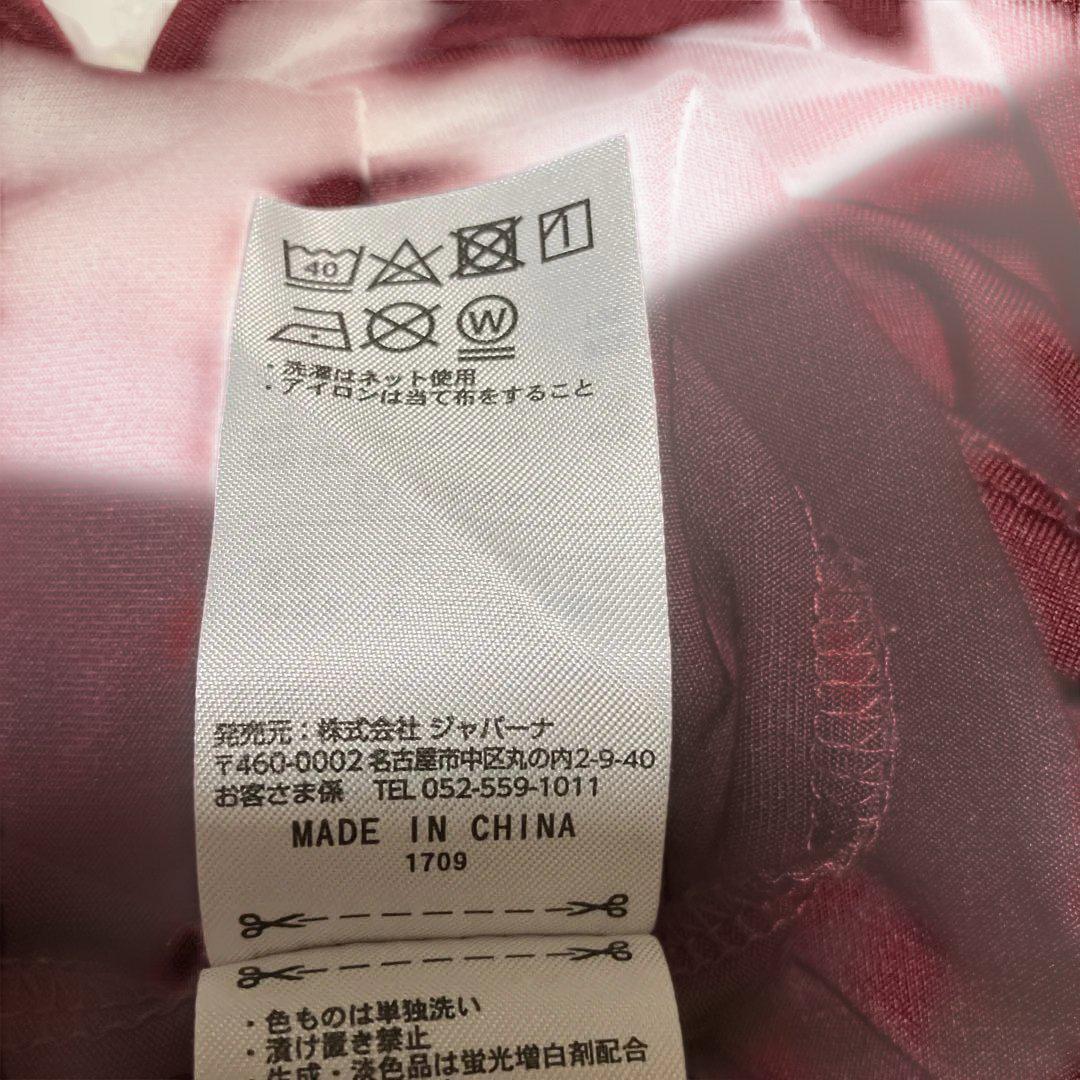 40
W
・洗濯はネット使用
・アイロンは当て布をすること
発売元：株式会社 ジャパーナ
〒460-0002 名古屋市中区丸の内2-9-40
お客さま係 TEL 052-559-1011
MADE IN CHINA
1709
・色ものは単独洗い
・漬け置き禁止
・生成・淡色品は蛍光増白剤配合